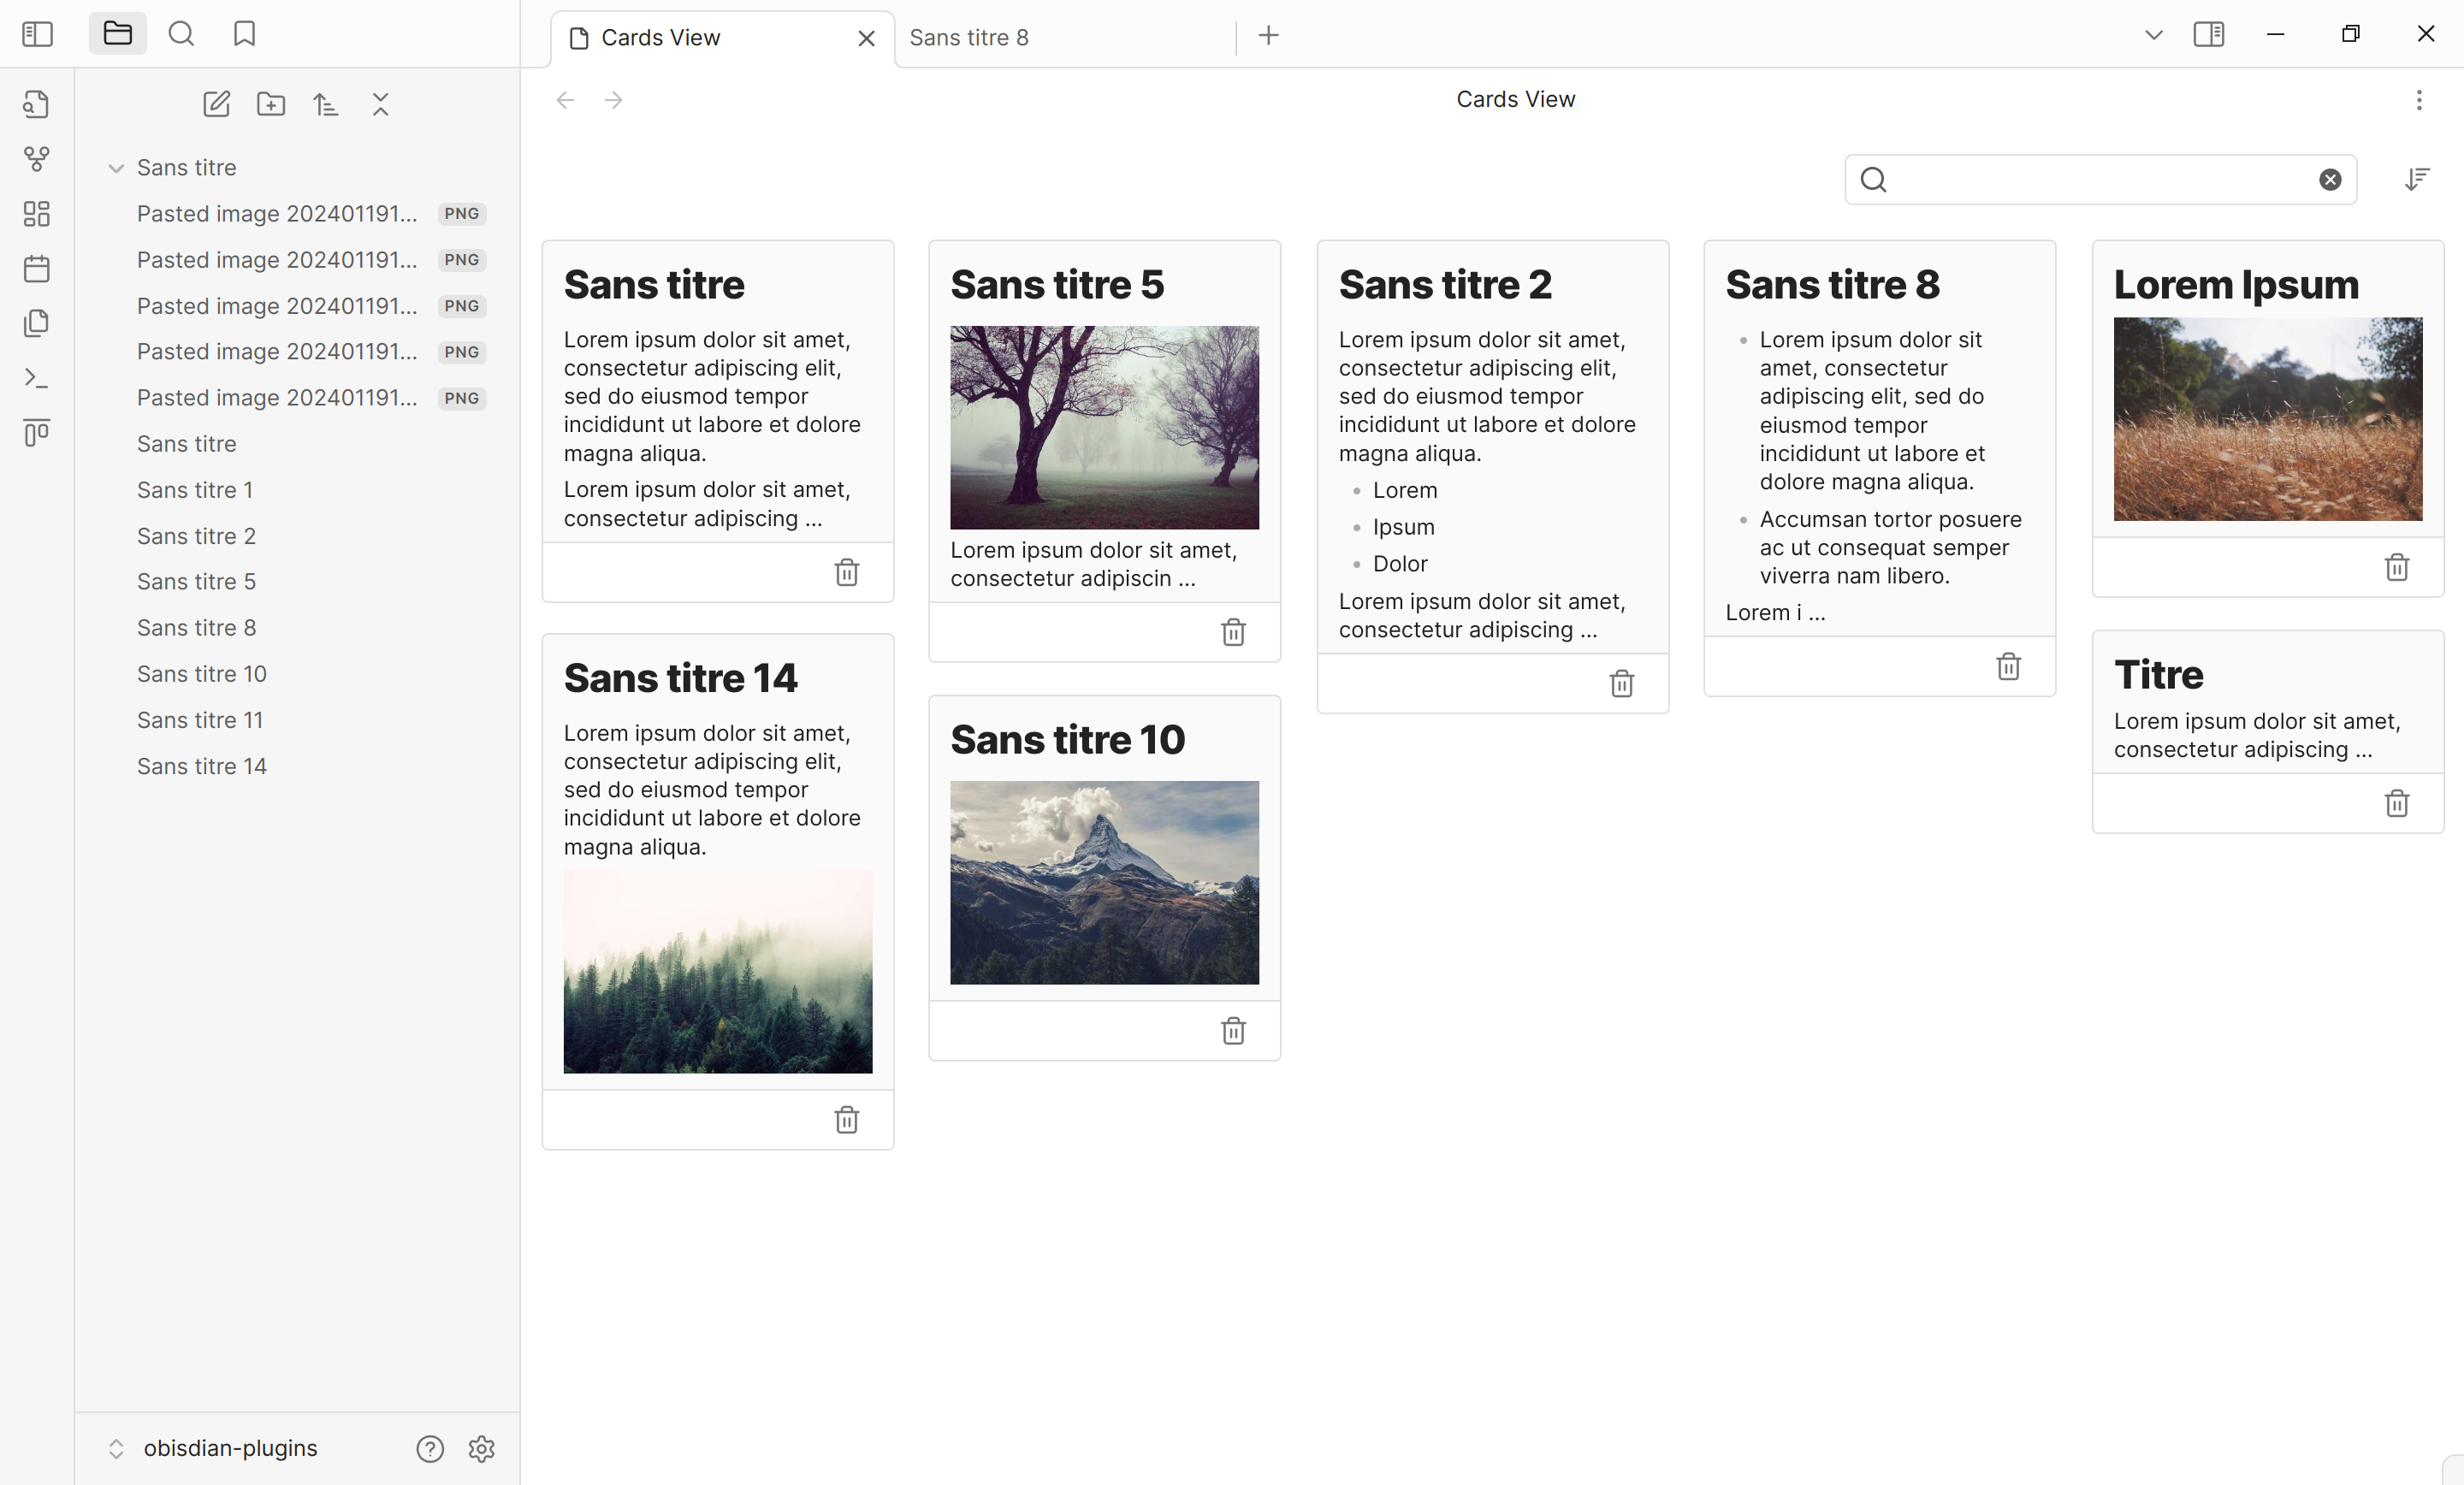 Cards View
Sans titre 8
Cards View
Sans titre
Pasted image 202401191... PNG
Pasted image 202401191... PNG
Pasted image 202401191... PNG
Pasted image 202401191... PNG
Pasted image 202401191... PNG
Sans titre
Sans titre 1
Sans titre 2
Sans titre 5
Sans titre 8
Sans titre 10
Sans titre 11
Sans titre 14
obisdian-plugins
Sans titre
Lorem ipsum dolor sit amet,
consectetur adipiscing elit,
sed do eiusmod tempor
incididunt ut labore et dolore
magna aliqua.
Lorem ipsum dolor sit amet,
consectetur adipiscing ...
Sans titre 14
Lorem ipsum dolor sit amet,
consectetur adipiscing elit,
sed do eiusmod tempor
incididunt ut labore et dolore
magna aliqua.
Sans titre 5
Lorem ipsum dolor sit amet,
consectetur adipiscin ...
Sans titre 10
Sans titre 2
Lorem ipsum dolor sit amet,
consectetur adipiscing elit,
sed do eiusmod tempor
incididunt ut labore et dolore
magna aliqua.
• Lorem
• Ipsum
• Dolor
Lorem ipsum dolor sit amet,
consectetur adipiscing ...
Sans titre 8
• Lorem ipsum dolor sit
amet, consectetur
adipiscing elit, sed do
eiusmod tempor
incididunt ut labore et
dolore magna aliqua.
• Accumsan tortor posuere
ac ut consequat semper
viverra nam libero.
Lorem i ...
Lorem Ipsum
Titre
Lorem ipsum dolor sit amet,
consectetur adipiscing ...